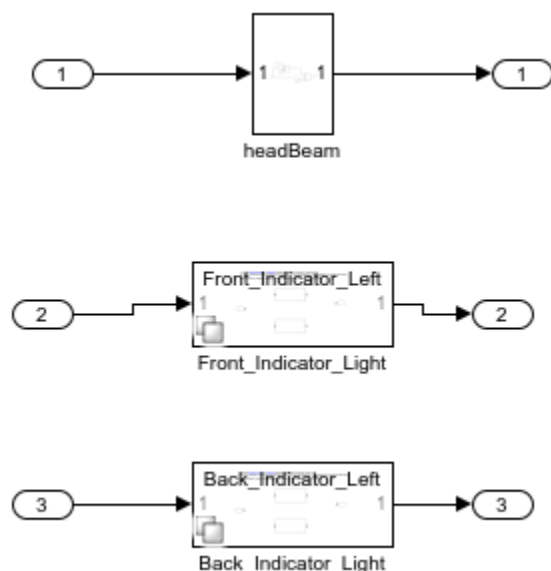 1 1 1 1
headBeam
Front_Indicator_Left
2 1 1 2
Front_Indicator_Light
Back_Indicator_Left
3 1 1 3
Back_Indicator_Light